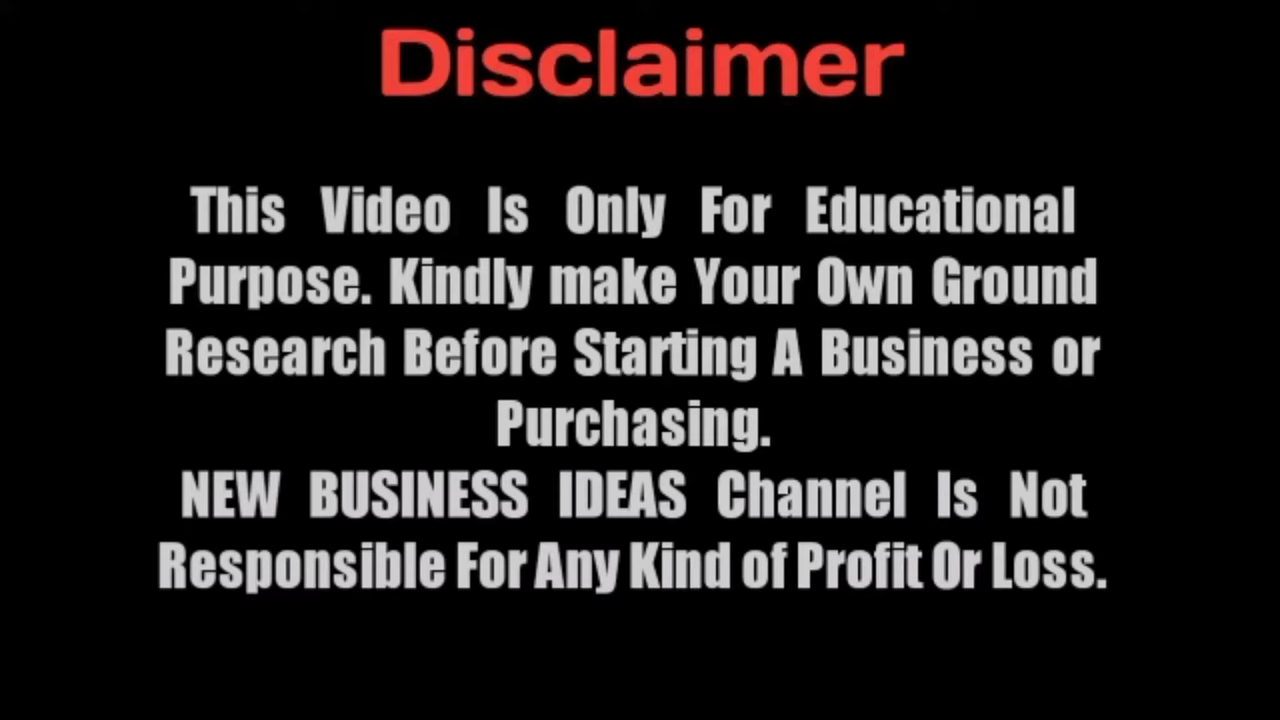 Disclaimer
This Video Is Only For Educational
Purpose. Kindly make Your Own Ground
Research Before Starting A Business or
Purchasing.
NEW BUSINESS IDEAS Channel Is Not
Responsible For Any Kind of Profit Or Loss.